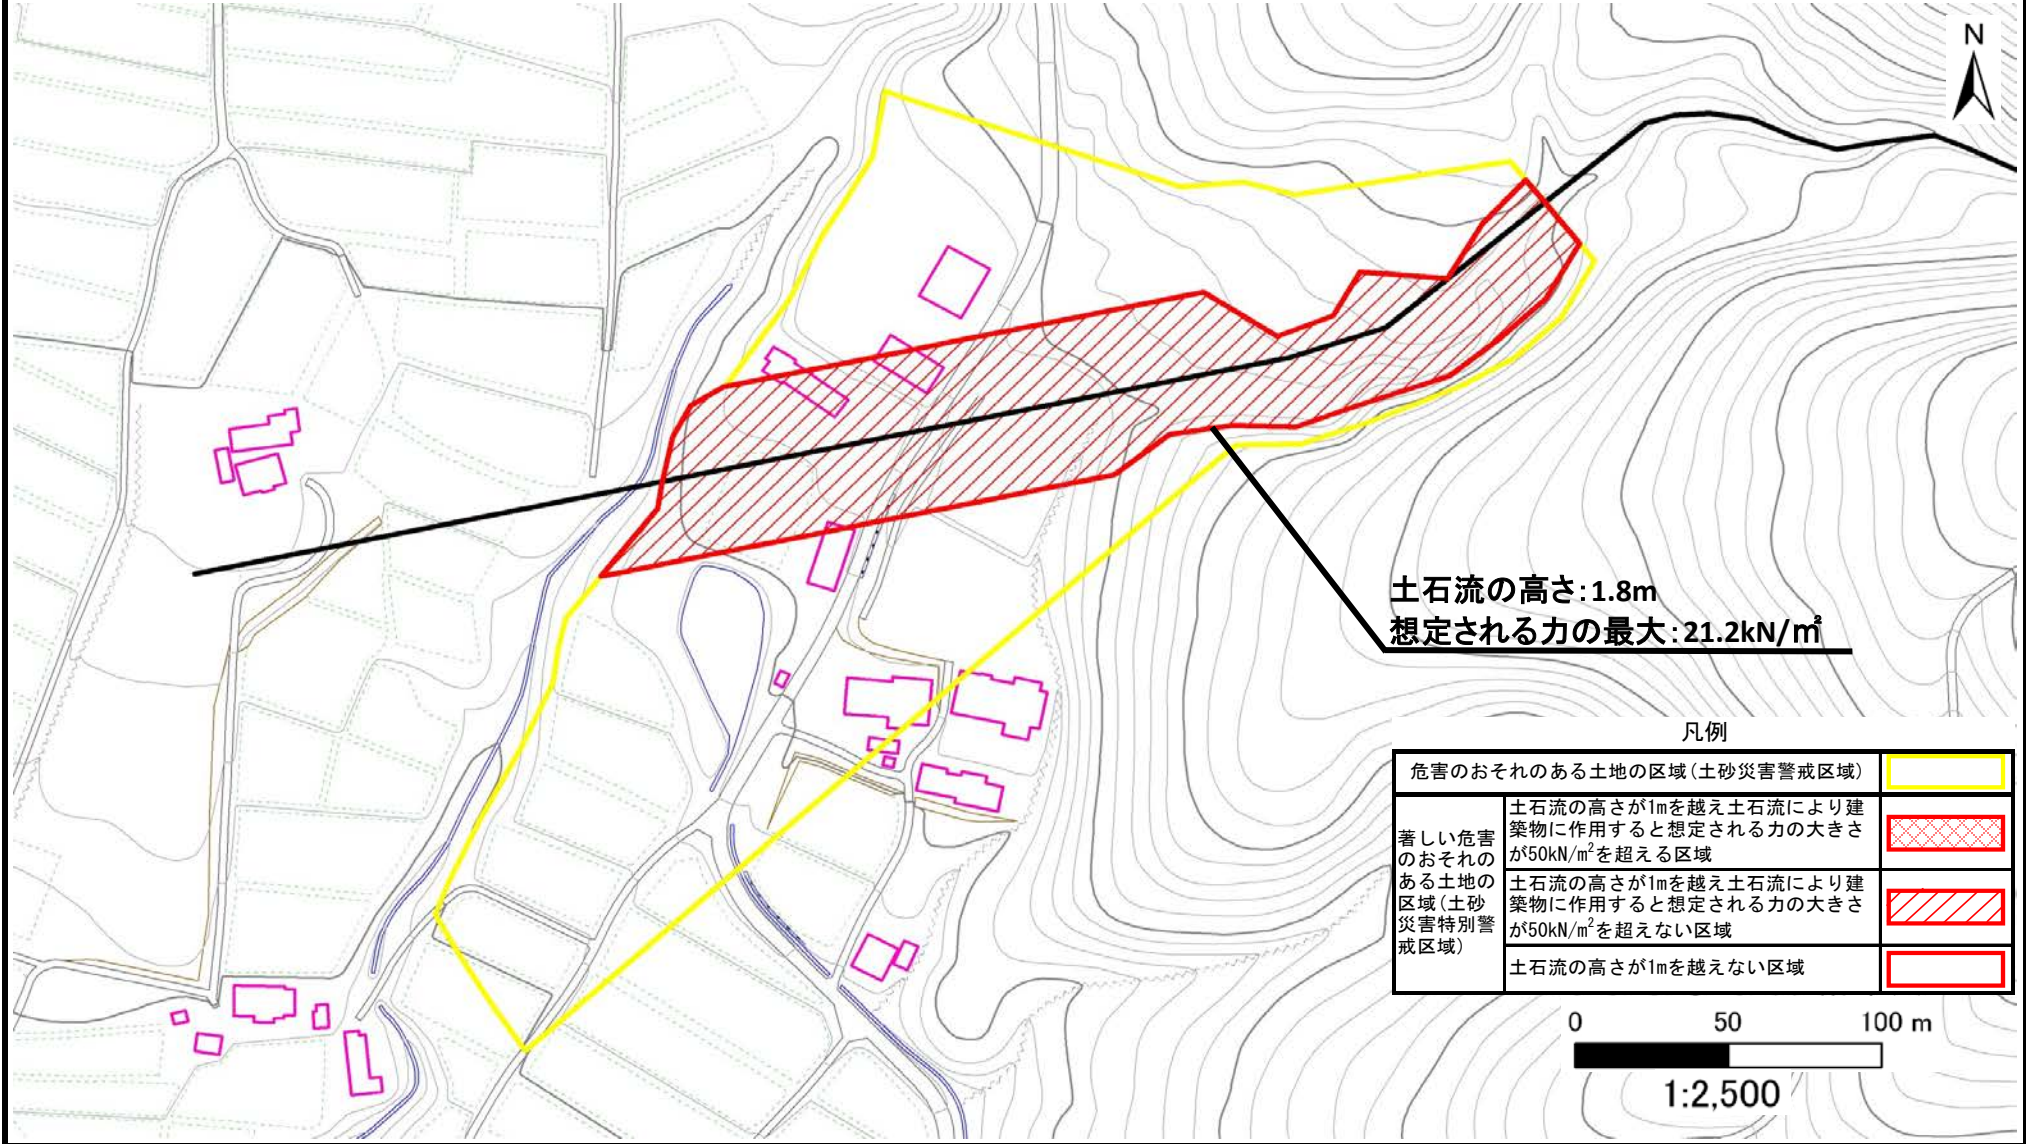 N
土石流の高さ:1.8m
想定される力の最大:21.2kN/㎡
凡例
危害のおそれのある土地の区域(土砂災害警戒区域)
著しい危害
のおそれの
ある土地の
区域(土砂
災害特別警
戒区域)
土石流の高さが1mを越え土石流により建
築物に作用すると想定される力の大きさ
が50kN/m²を超える区域
土石流の高さが1mを越え土石流により建
築物に作用すると想定される力の大きさ
が50kN/m²を超えない区域
土石流の高さが1mを越えない区域
0 50 100 m
1:2,500